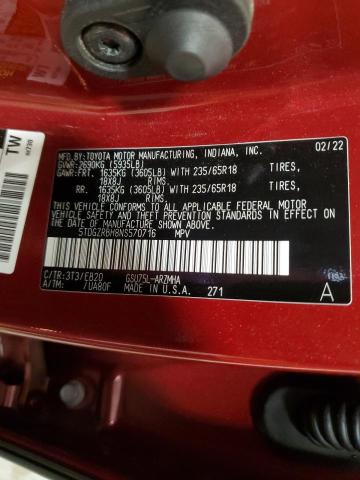 MFD. BY: TOYOTA MOTOR MANUFACTURING, INDIANA, INC. 02/22
GVWR: 2690KG (5935LB)
GAWR: FRT. 1635KG (3605LB) WITH 235/65R18 TIRES,
18X8J RIMS.
RR. 1635KG (3605LB) WITH 235/65R18 TIRES,
18X8J RIMS.
THIS VEHICLE CONFORMS TO ALL APPLICABLE FEDERAL MOTOR
VEHICLE SAFETY STANDARDS IN EFFECT ON
THE DATE OF MANUFACTURE SHOWN ABOVE.
5TDGZRBH8NS570716 MPV
C/TR: 3T3/EB20 GSU75L-ARZMHA
A/TM: /UA80F MADE IN U.S.A. 271 A
TW